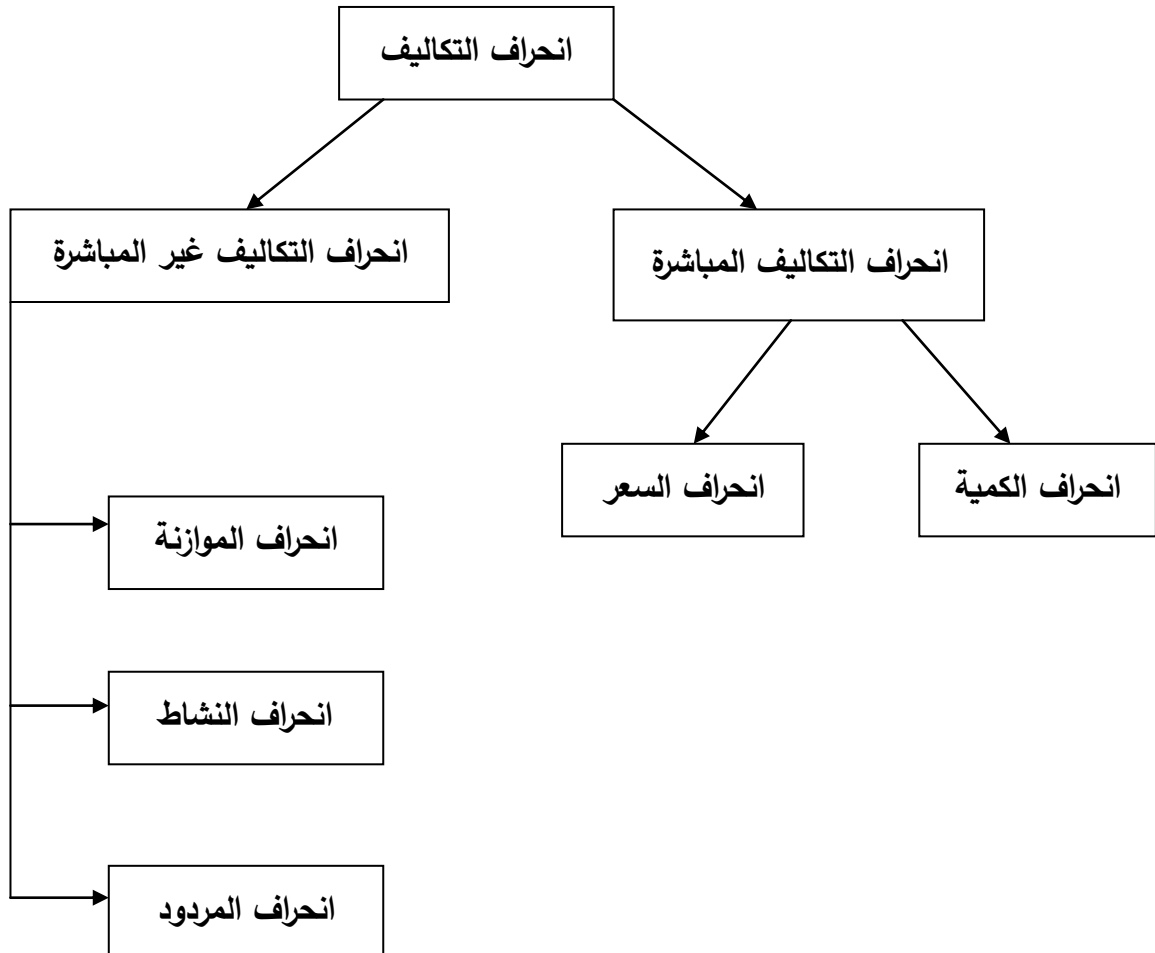 انحراف التكاليف
انحراف التكاليف المباشرة
انحراف التكاليف غير المباشرة
انحراف الكمية
انحراف السعر
انحراف الموازنة
انحراف النشاط
انحراف المردود